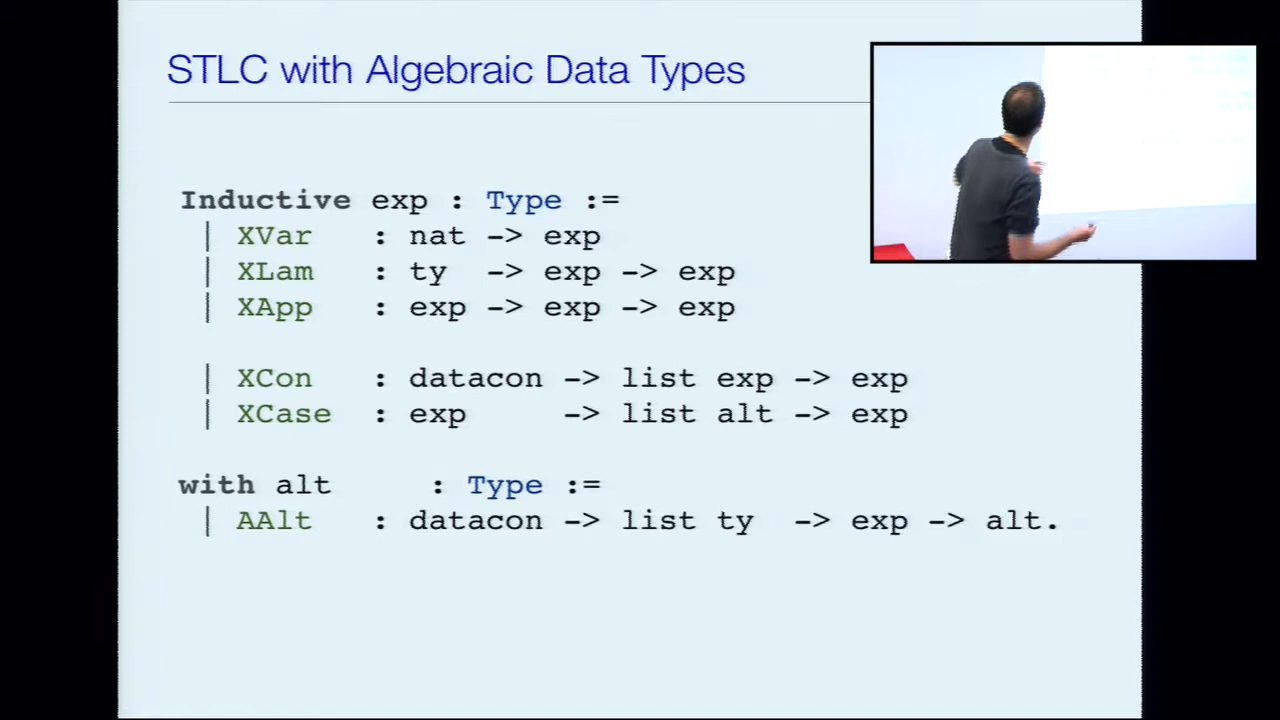 STLC with Algebraic Data Types
Inductive exp : Type :=
| XVar : nat -> exp
| XLam : ty -> exp -> exp
| XApp : exp -> exp -> exp
| XCon : datacon -> list exp -> exp
| XCase : exp -> list alt -> exp
with alt : Type :=
| AAlt : datacon -> list ty -> exp -> alt.